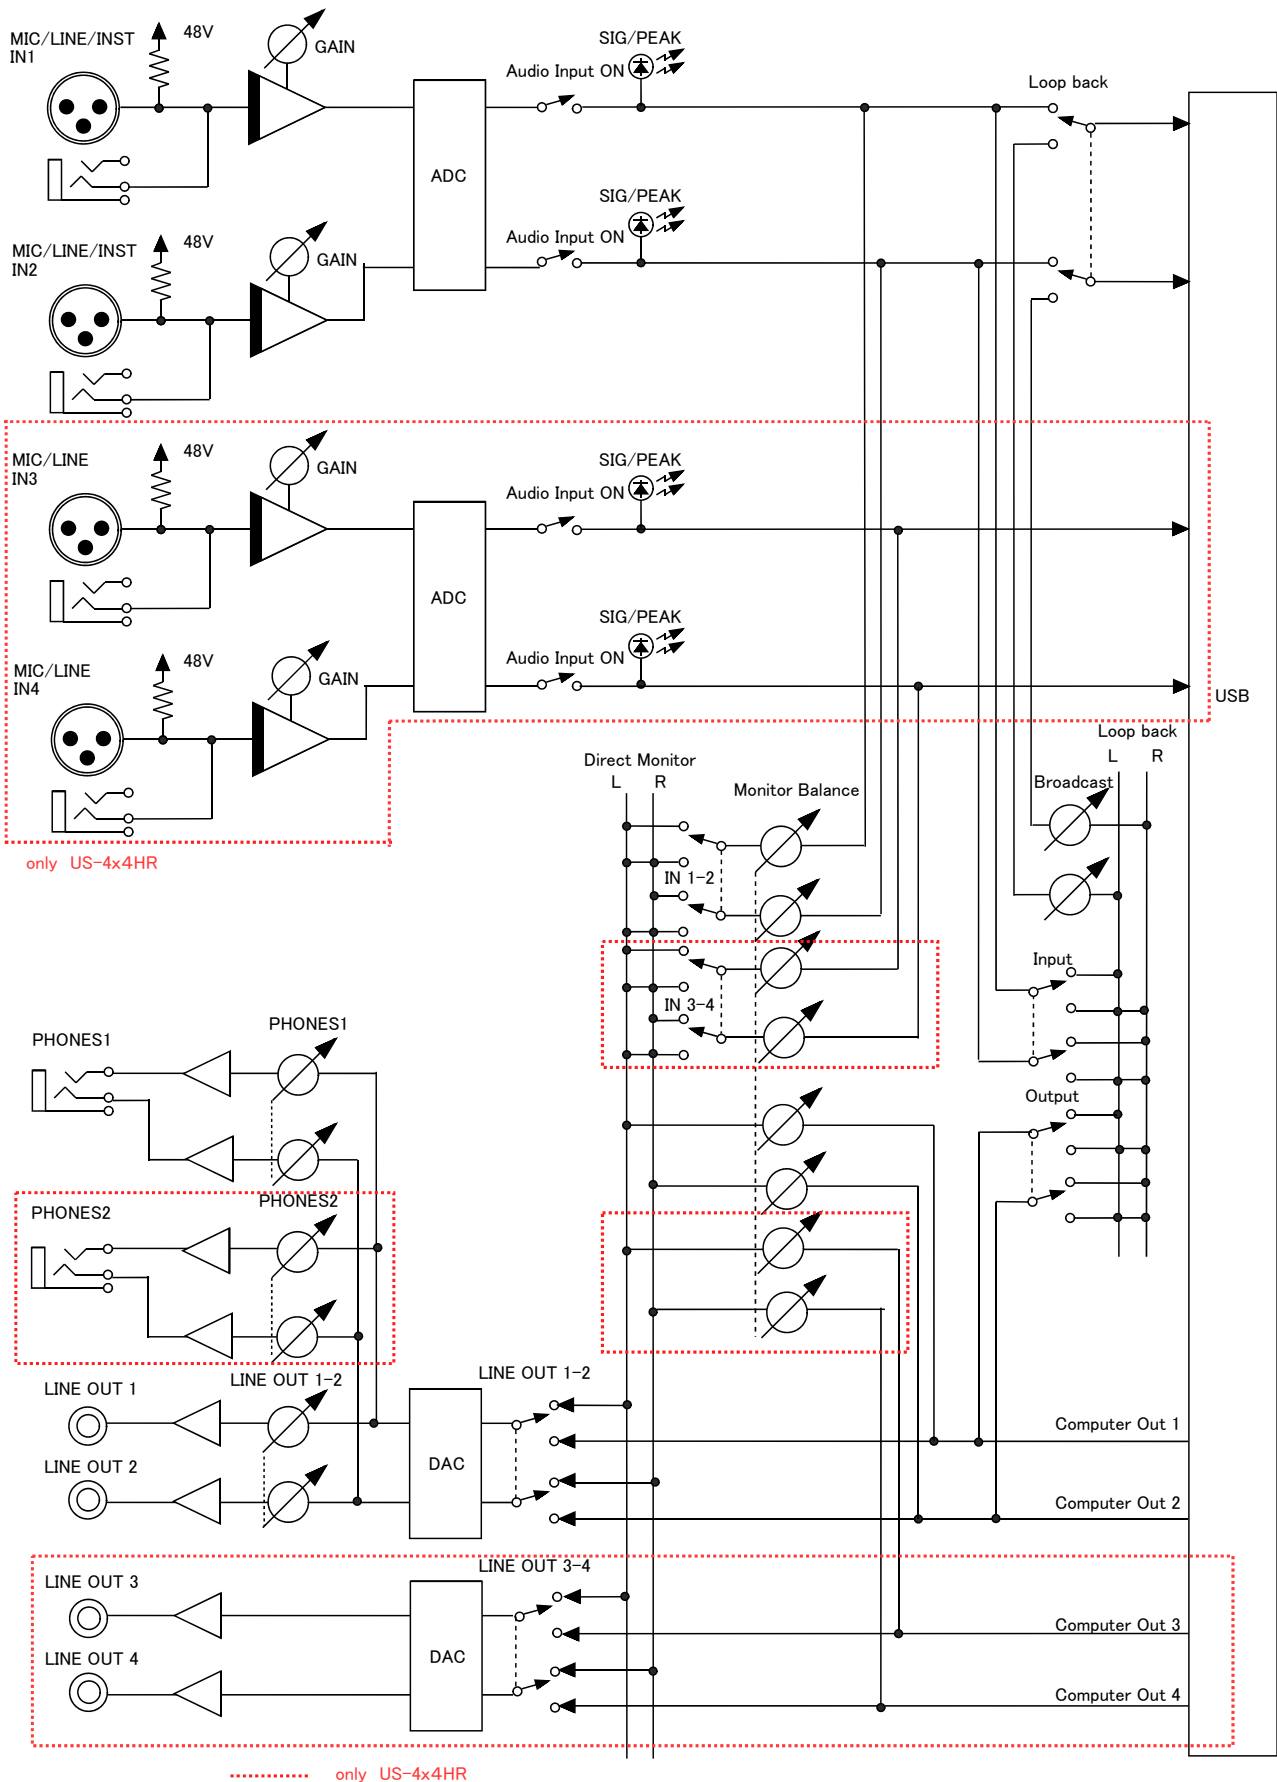 MIC/LINE/INST
IN1
48V
GAIN
ADC
Audio Input ON
SIG/PEAK
Loop back
SIG/PEAK
Audio Input ON
MIC/LINE/INST
IN2
48V
GAIN
MIC/LINE
IN3
48V
GAIN
ADC
Audio Input ON
SIG/PEAK
SIG/PEAK
Audio Input ON
MIC/LINE
IN4
48V
GAIN
USB
only US-4x4HR
Direct Monitor
L R
Monitor Balance
Loop back
L R
Broadcast
IN 1-2
IN 3-4
Input
Output
PHONES1
PHONES1
PHONES2
PHONES2
LINE OUT 1
LINE OUT 1-2
LINE OUT 1-2
DAC
LINE OUT 2
Computer Out 1
Computer Out 2
LINE OUT 3
LINE OUT 3-4
DAC
LINE OUT 4
Computer Out 3
Computer Out 4
only US-4x4HR